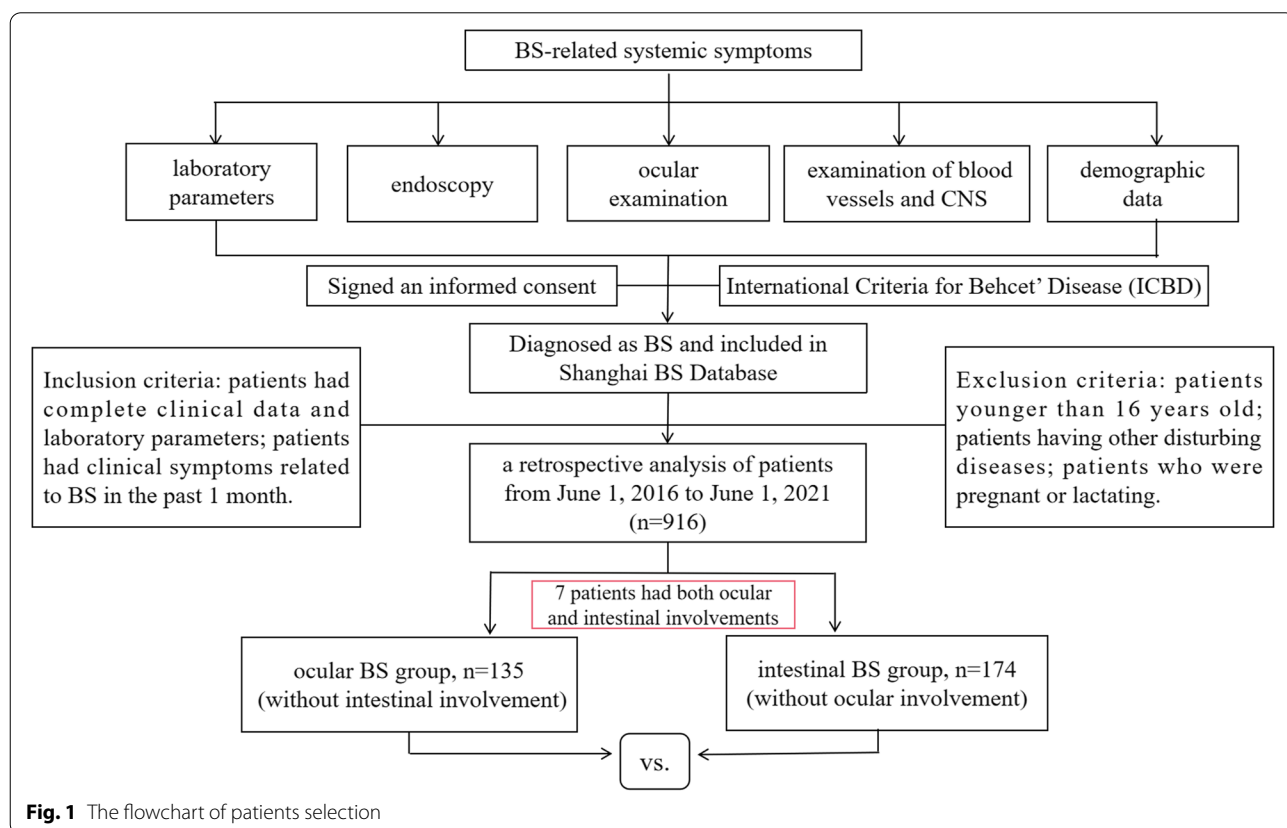 BS-related systemic symptoms
laboratory
parameters
endoscopy
ocular
examination
examination of blood
vessels and CNS
demographic
data
Signed an informed consent
International Criteria for Behcet' Disease (ICBD)
Diagnosed as BS and included in
Shanghai BS Database
Inclusion criteria: patients had
complete clinical data and
laboratory parameters; patients
had clinical symptoms related
to BS in the past 1 month.
Exclusion criteria: patients
younger than 16 years old;
patients having other disturbing
diseases; patients who were
pregnant or lactating.
a retrospective analysis of patients
from June 1, 2016 to June 1, 2021
(n=916)
7 patients had both ocular
and intestinal involvements
ocular BS group, n=135
(without intestinal involvement)
intestinal BS group, n=174
(without ocular involvement)
vs.
Fig. 1 The flowchart of patients selection